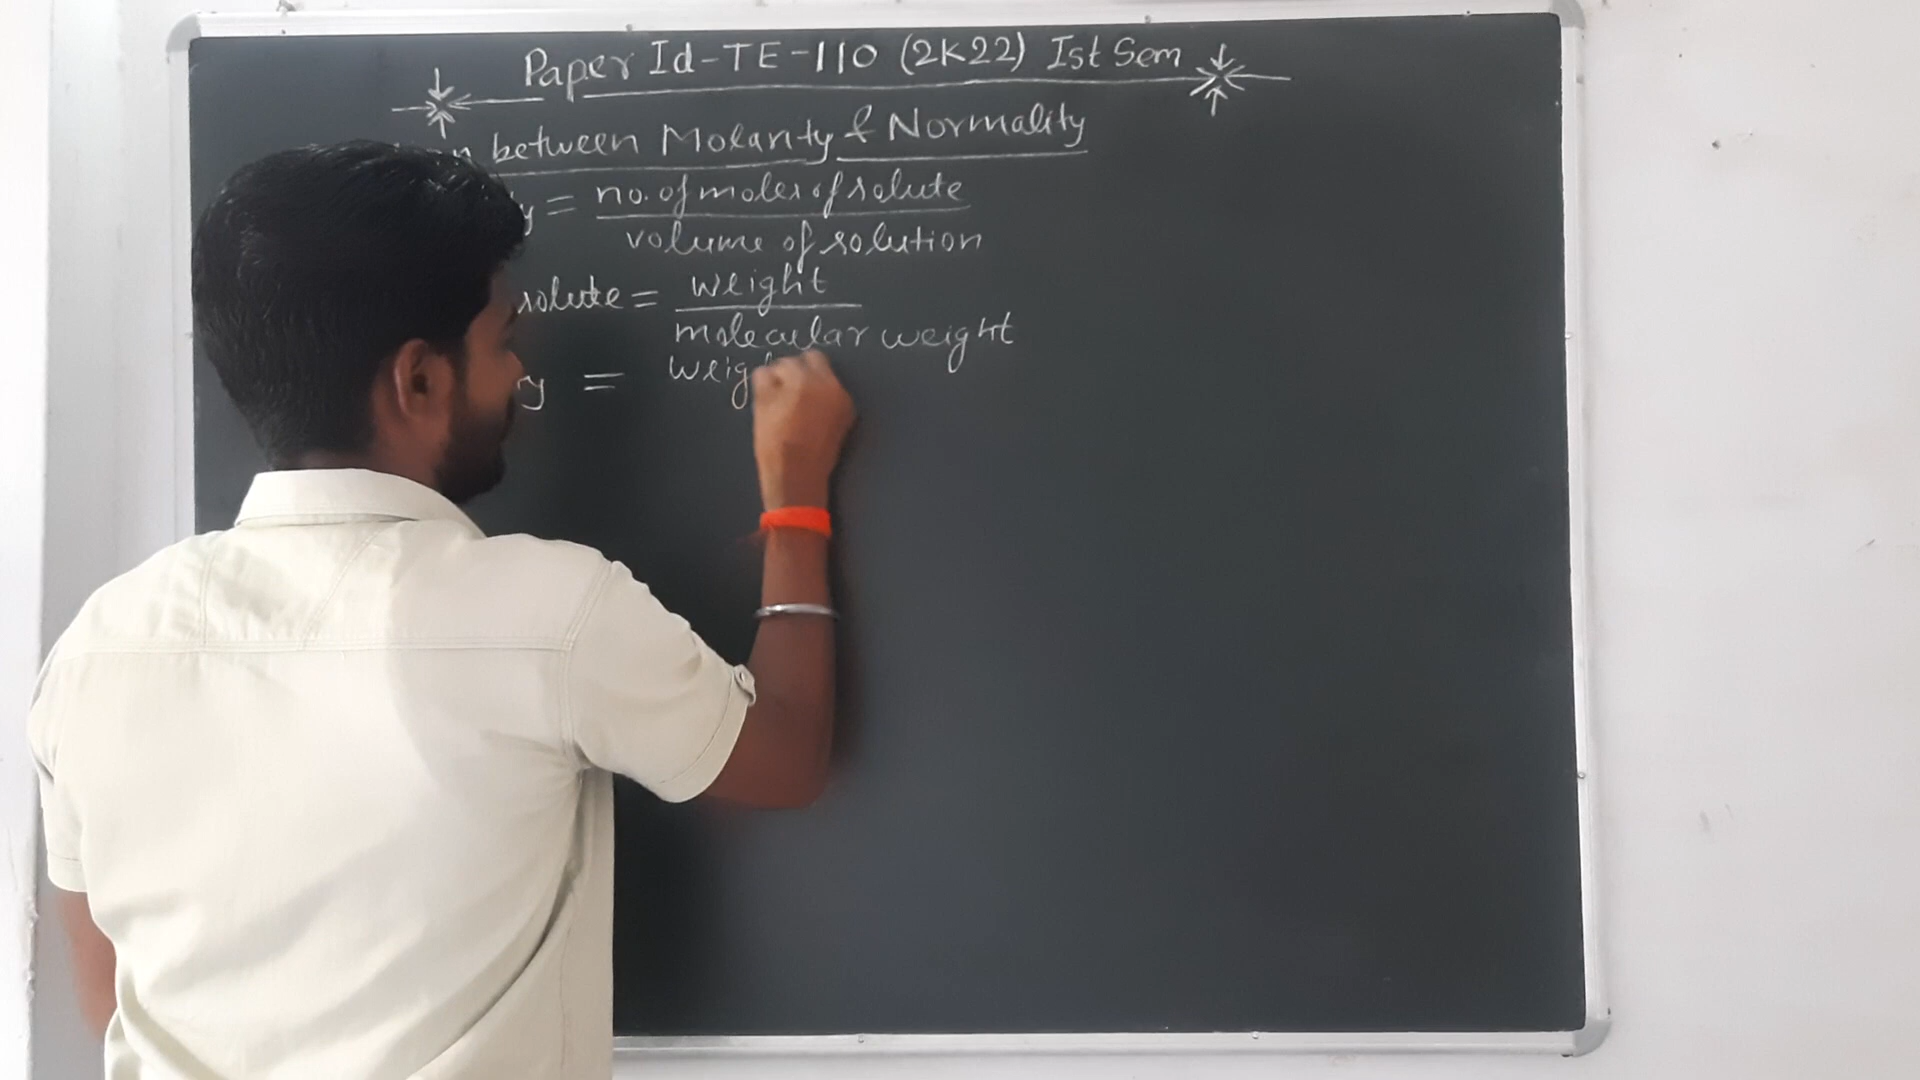 Paper Id-TE-110 (2K22) Ist Sem
between Molarity & Normality
= no. of moles of solute
volume of solution
solute = weight
molecular weight
=